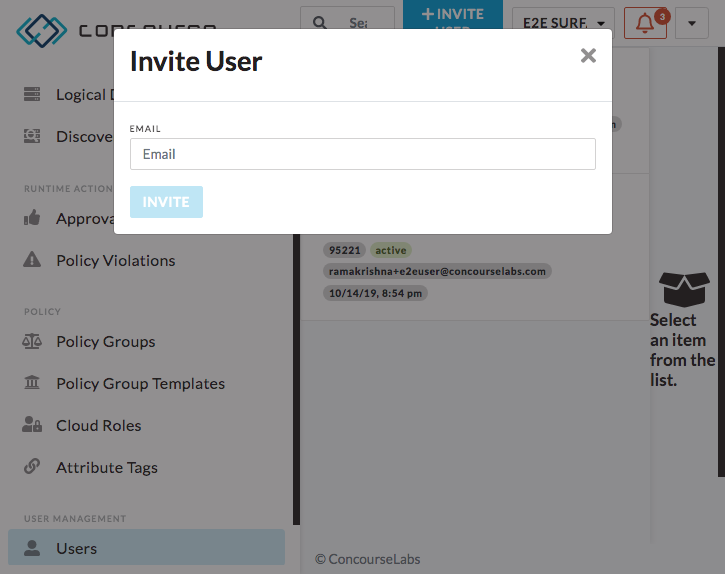 Sea
+ INVITE
E2E SURF
3
Invite User
EMAIL
Email
INVITE
Logical
Discove
RUNTIME ACTION
Approva
Policy Violations
POLICY
Policy Groups
Policy Group Templates
Cloud Roles
Attribute Tags
USER MANAGEMENT
Users
95221 active
ramakrishna+e2euser@concourselabs.com
10/14/19, 8:54 pm
Select
an item
from the
list.
© ConcourseLabs